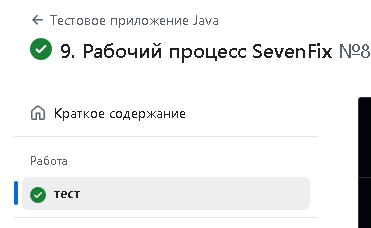 ← Тестовое приложение Java
9. Рабочий процесс SevenFix №8
Краткое содержание
Работа
тест